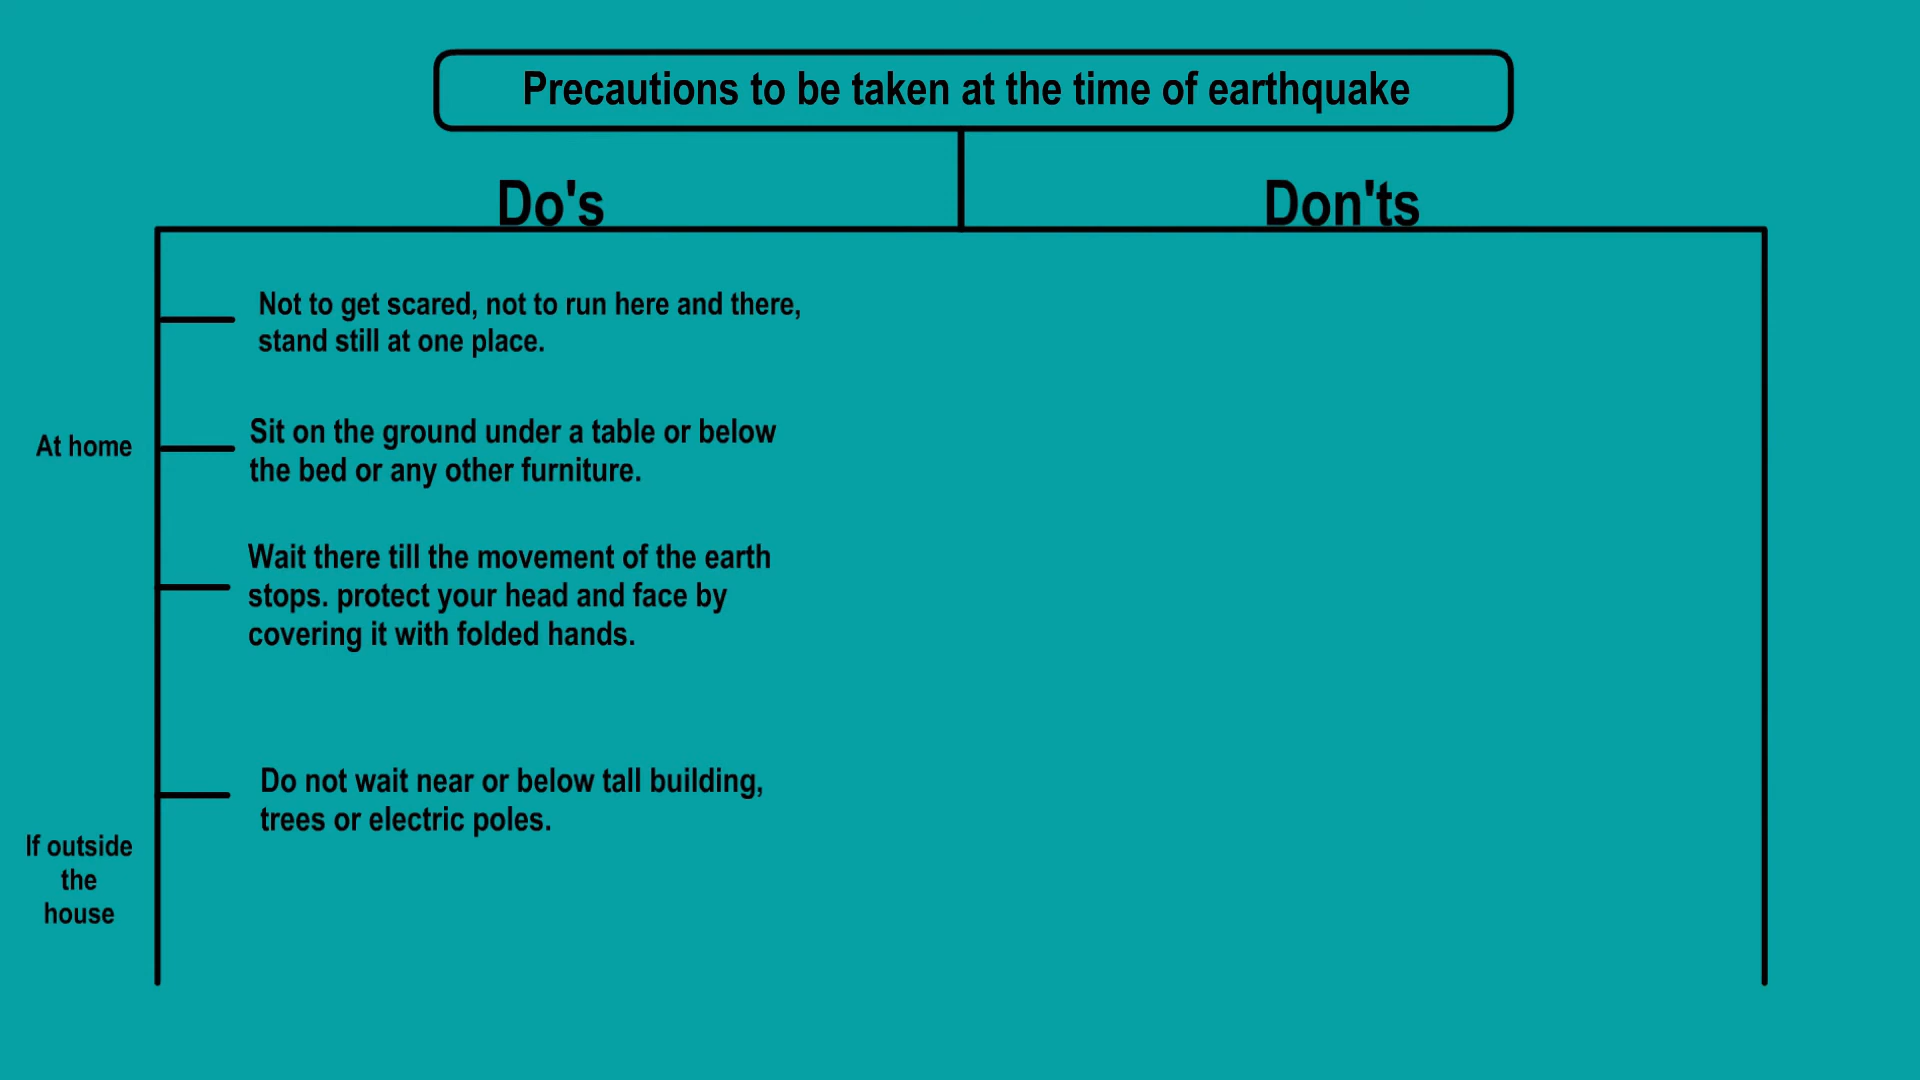 Precautions to be taken at the time of earthquake
Do's
Don'ts
Not to get scared, not to run here and there,
stand still at one place.
At home
Sit on the ground under a table or below
the bed or any other furniture.
Wait there till the movement of the earth
stops. protect your head and face by
covering it with folded hands.
Do not wait near or below tall building,
trees or electric poles.
If outside
the
house